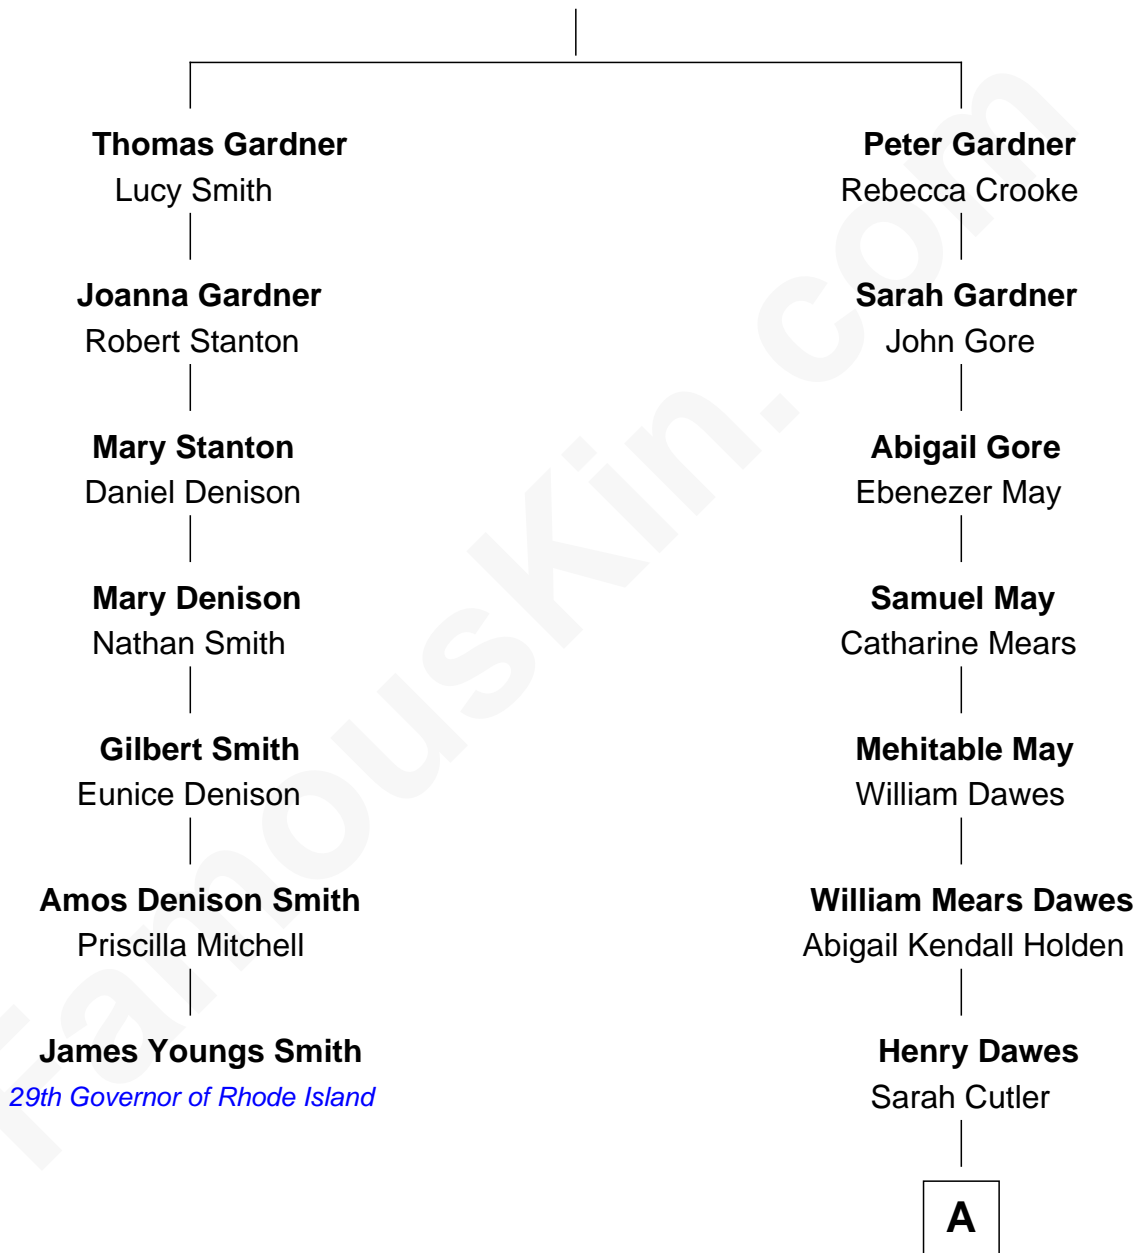 Thomas Gardner
Lucy Smith
Peter Gardner
Rebecca Crooke
Joanna Gardner
Robert Stanton
Sarah Gardner
John Gore
Mary Stanton
Daniel Denison
Abigail Gore
Ebenezer May
Mary Denison
Nathan Smith
Samuel May
Catharine Mears
Gilbert Smith
Eunice Denison
Mehitable May
William Dawes
Amos Denison Smith
Priscilla Mitchell
William Mears Dawes
Abigail Kendall Holden
James Youngs Smith
29th Governor of Rhode Island
Henry Dawes
Sarah Cutler
A
FamousKin.com